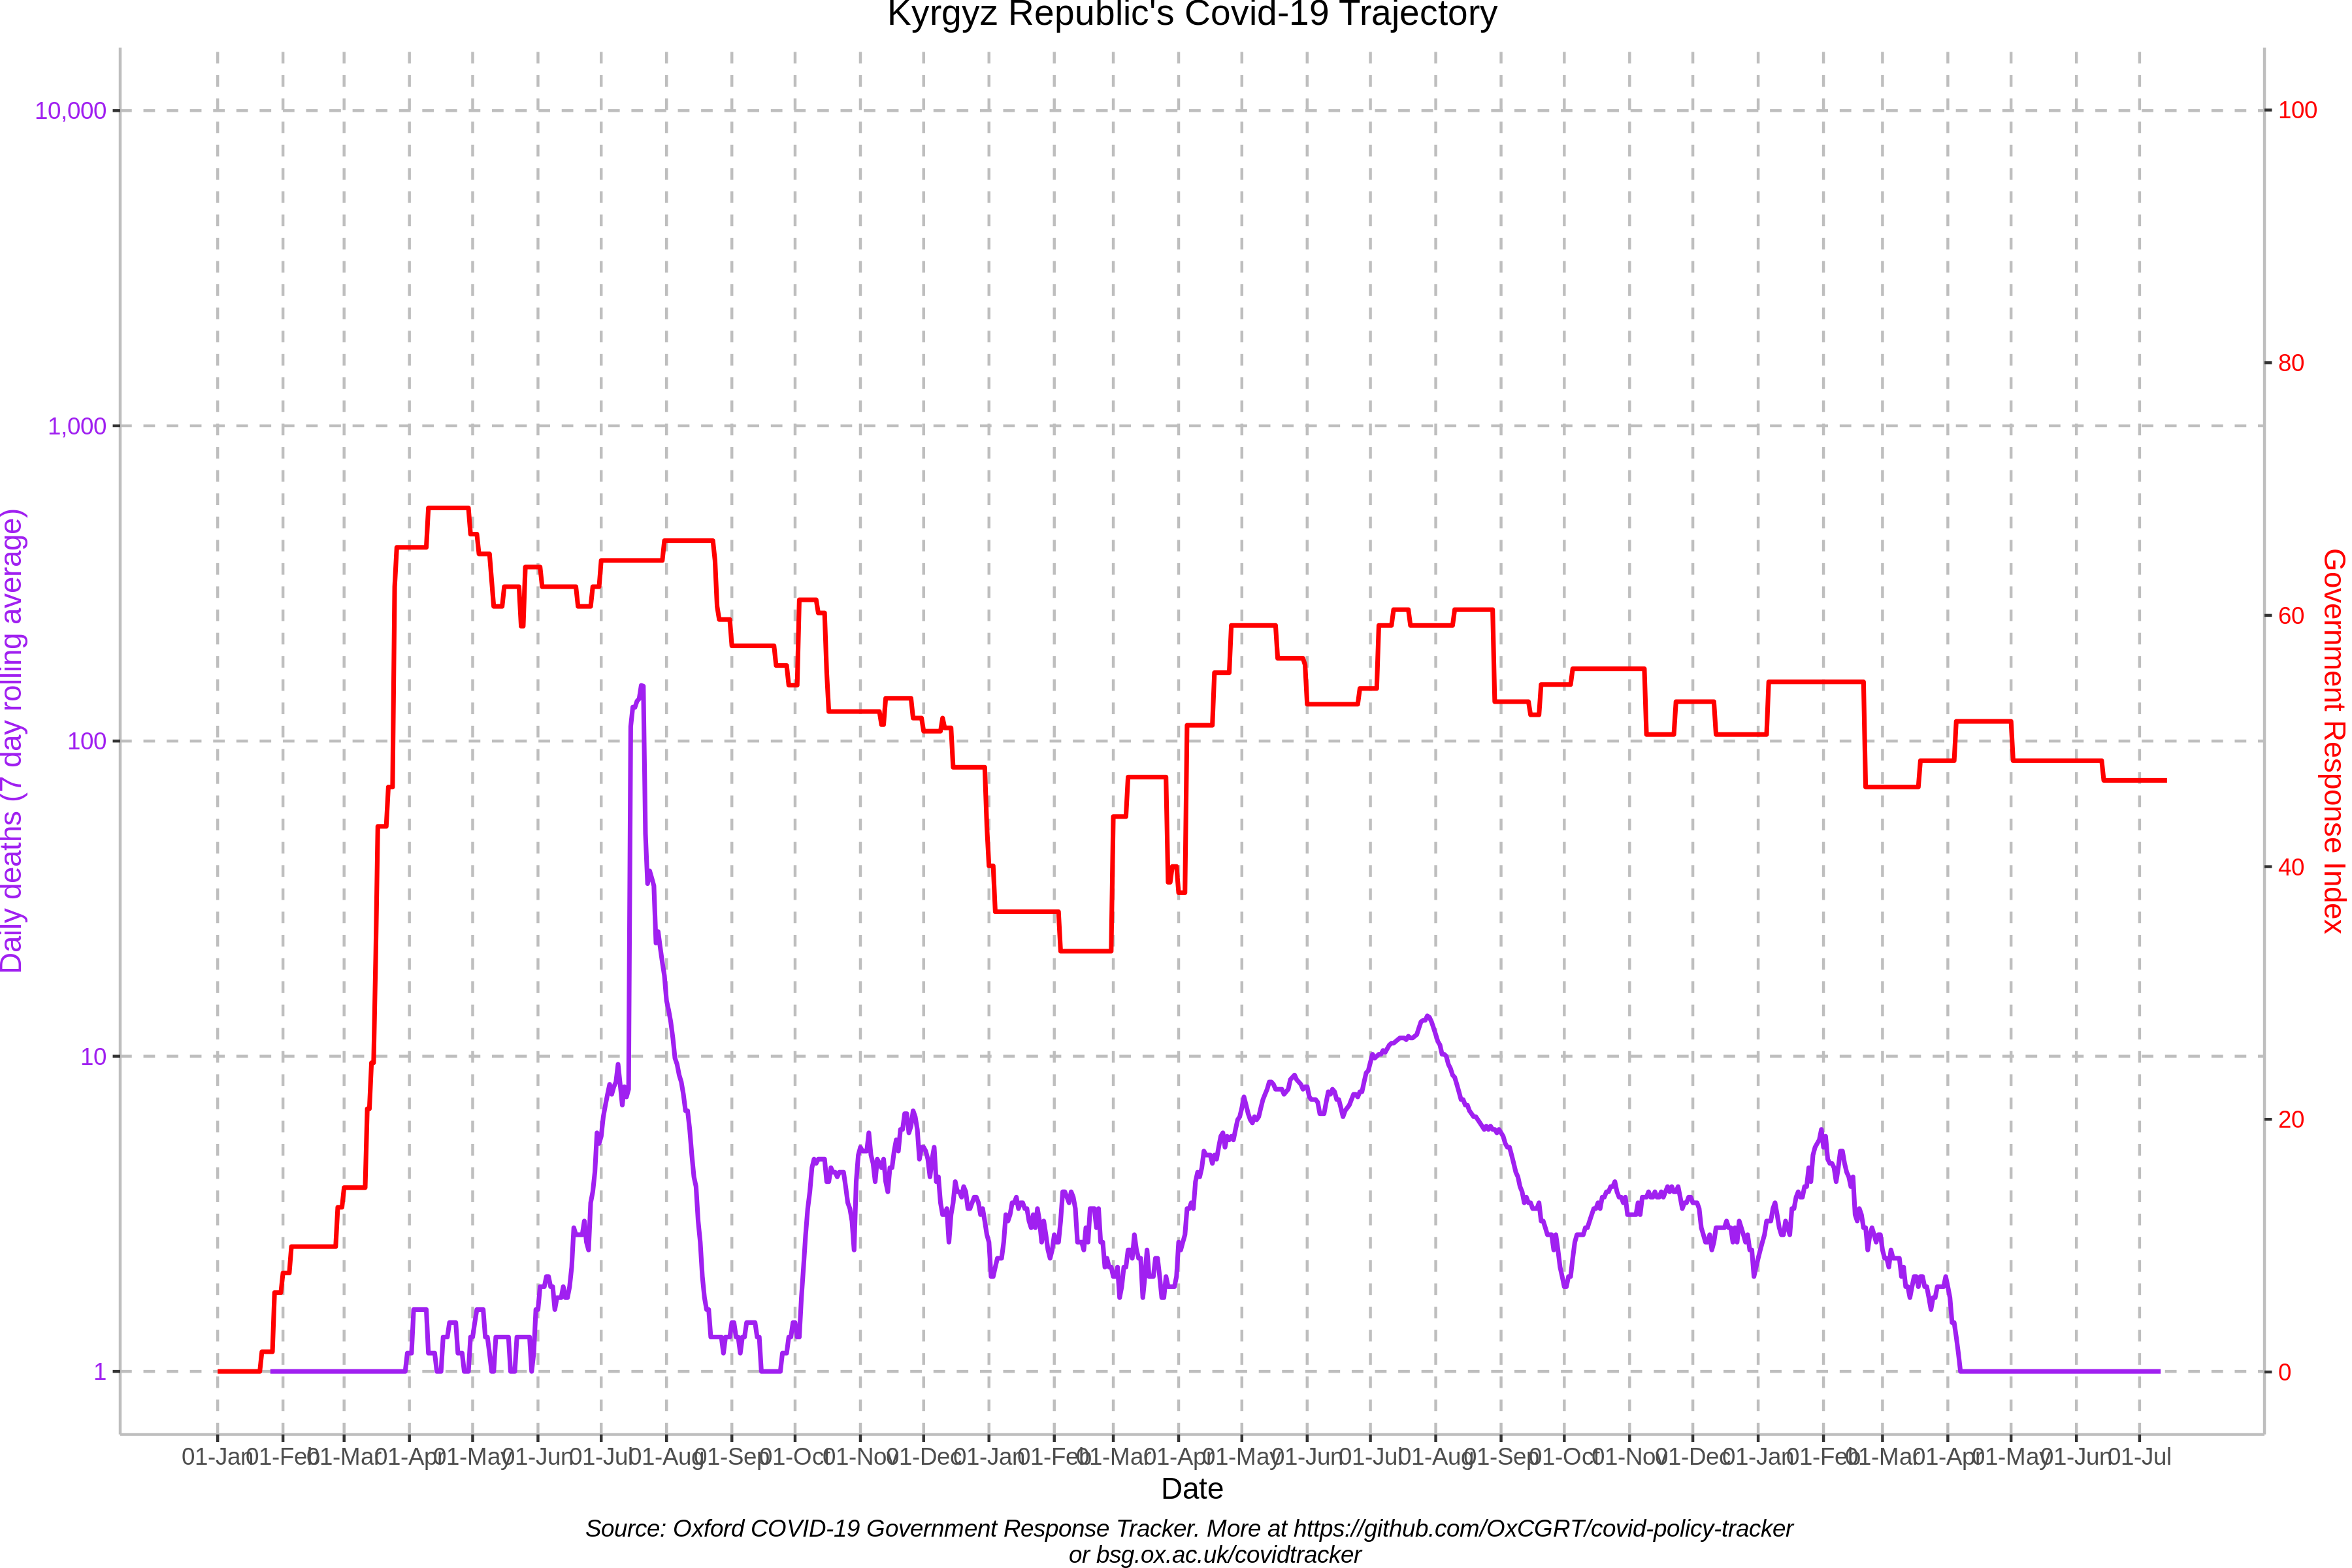 Kyrgyz Republic's Covid-19 Trajectory
10,000
1,000
100
10
1
Daily deaths (7 day rolling average)
100
80
60
40
20
0
Government Response Index
01-Jan 01-Feb 01-Mar 01-Apr 01-May 01-Jun 01-Jul 01-Aug 01-Sep 01-Oct 01-Nov 01-Dec 01-Jan 01-Feb 01-Mar 01-Apr 01-May 01-Jun 01-Jul 01-Aug 01-Sep 01-Oct 01-Nov 01-Dec 01-Jan 01-Feb 01-Mar 01-Apr 01-May 01-Jun 01-Jul
Date
Source: Oxford COVID-19 Government Response Tracker. More at https://github.com/OxCGRT/covid-policy-tracker
or bsg.ox.ac.uk/covidtracker